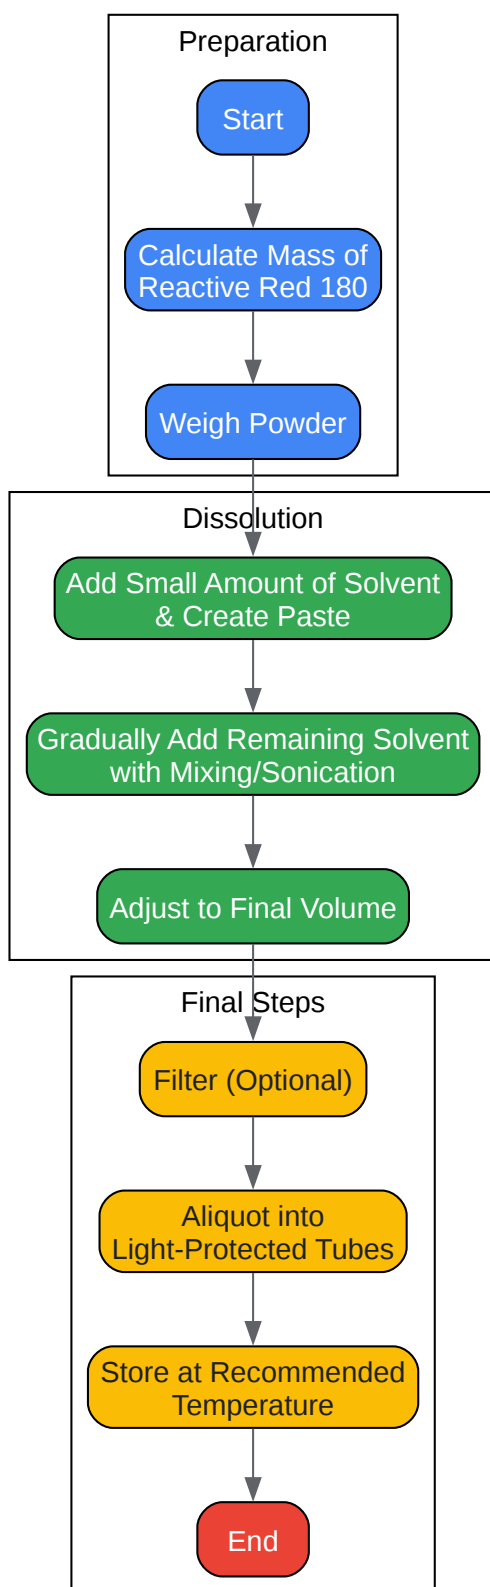 Preparation
Start
Calculate Mass of
Reactive Red 180
Weigh Powder
Dissolution
Add Small Amount of Solvent
& Create Paste
Gradually Add Remaining Solvent
with Mixing/Sonication
Adjust to Final Volume
Final Steps
Filter (Optional)
Aliquot into
Light-Protected Tubes
Store at Recommended
Temperature
End